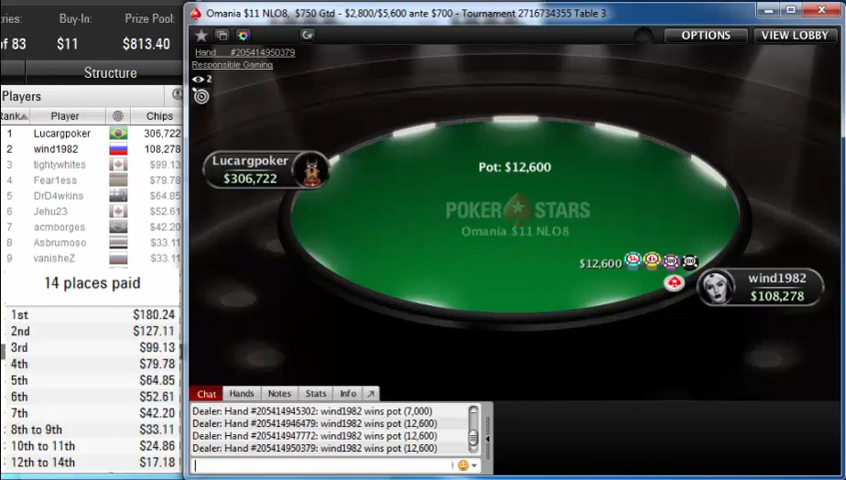 ries: Buy-In: Prize Pool:
of 83 $11 $813.40
Structure
Players
Rank Player Chips
1 Lucargpoker 306,722
2 wind1982 108,278
3 tightywhites $99.13
4 Fear1ess $79.78
5 DrD4wkins $64.85
6 Jehu23 $52.61
7 acmborges $42.20
8 Asbrumoso $33.11
9 vanisheZ $33.11
14 places paid
1st $180.24
2nd $127.11
3rd $99.13
4th $79.78
5th $64.85
6th $52.61
7th $42.20
8th to 9th $33.11
10th to 11th $24.86
12th to 14th $17.18
Omania $11 NLO8, $750 Gtd - $2,800/$5,600 ante $700 - Tournament 2716734355 Table 3
Hand #205414950379
Responsible Gaming
2
OPTIONS
VIEW LOBBY
Lucargpoker
$306,722
Pot: $12,600
POKER STARS
Omania $11 NLO8
$12,600
wind1982
$108,278
Chat Hands Notes Stats Info
Dealer: Hand #205414945302: wind1982 wins pot (7,000)
Dealer: Hand #205414946479: wind1982 wins pot (12,600)
Dealer: Hand #205414947772: wind1982 wins pot (12,600)
Dealer: Hand #205414950379: wind1982 wins pot (12,600)